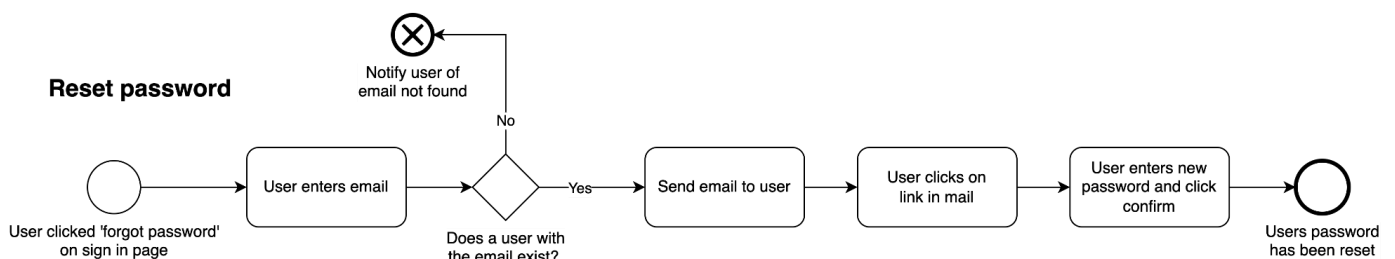 Reset password
Notify user of
email not found
No
User clicked 'forgot password'
on sign in page
User enters email
Does a user with
the email exist?
Yes
Send email to user
User clicks on
link in mail
User enters new
password and click
confirm
Users password
has been reset